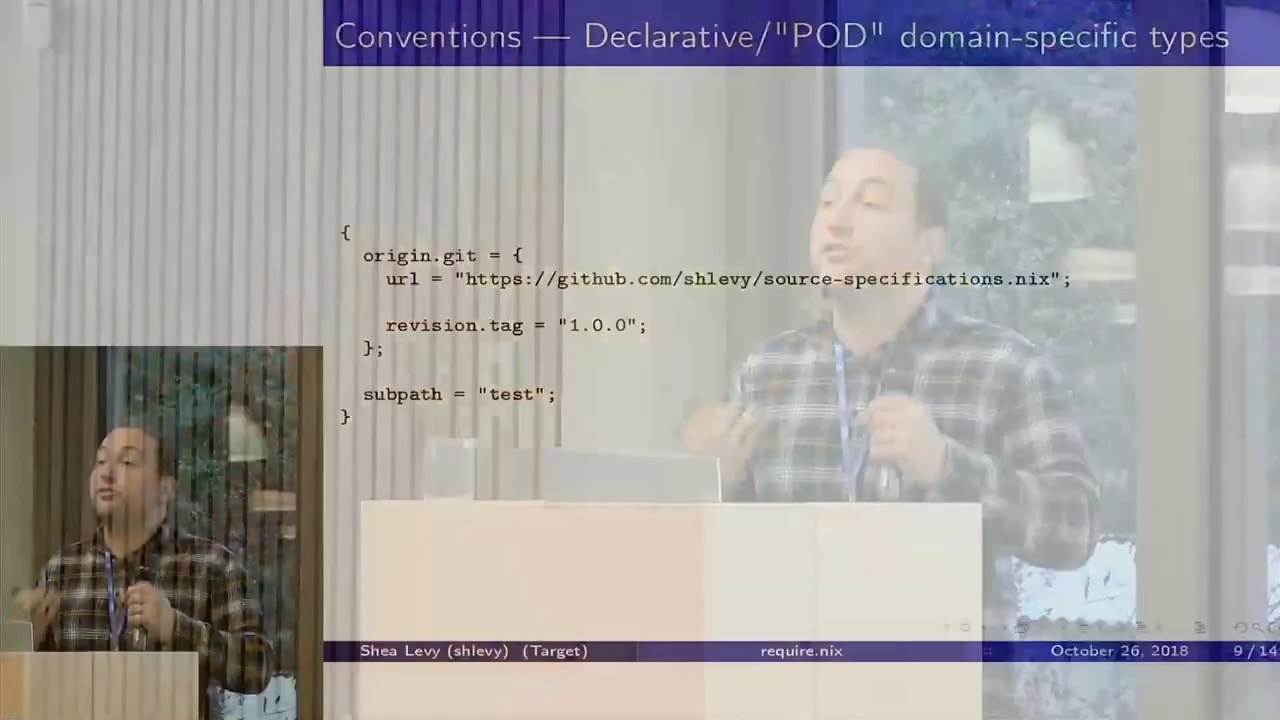 Conventions — Declarative/"POD" domain-specific types
{
origin.git = {
url = "https://github.com/shlevy/source-specifications.nix";
revision.tag = "1.0.0";
};
subpath = "test";
}
Shea Levy (shlevy) (Target) require.nix October 26, 2018 9 / 14